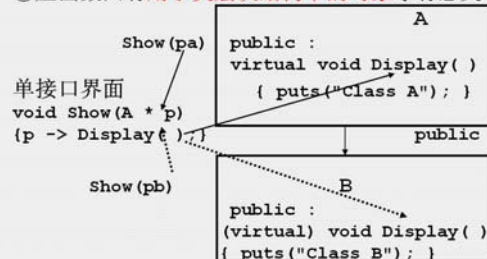 A
Show(pa)
public :
virtual void Display( )
{ puts("Class A"); }
单接口界面
void Show(A * p)
{p -> Display( );}
public
Show(pb)
B
public :
(virtual) void Display( )
{ puts("Class B"); }